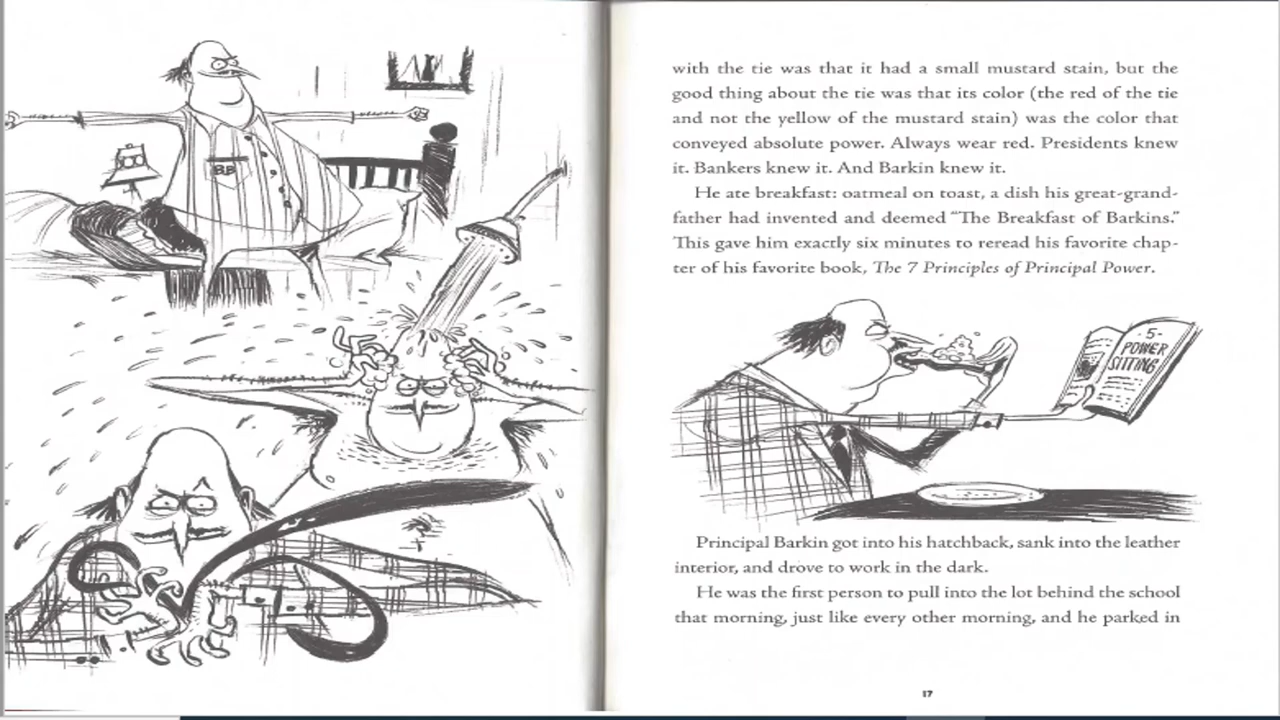 BB
with the tie was that it had a small mustard stain, but the
good thing about the tie was that its color (the red of the tie
and not the yellow of the mustard stain) was the color that
conveyed absolute power. Always wear red. Presidents knew
it. Bankers knew it. And Barkin knew it.
He ate breakfast: oatmeal on toast, a dish his great-grand-
father had invented and deemed “The Breakfast of Barkins.”
This gave him exactly six minutes to reread his favorite chap-
ter of his favorite book, The 7 Principles of Principal Power.
-5-
POWER
SITTING
Principal Barkin got into his hatchback, sank into the leather
interior, and drove to work in the dark.
He was the first person to pull into the lot behind the school
that morning, just like every other morning, and he parked in
17